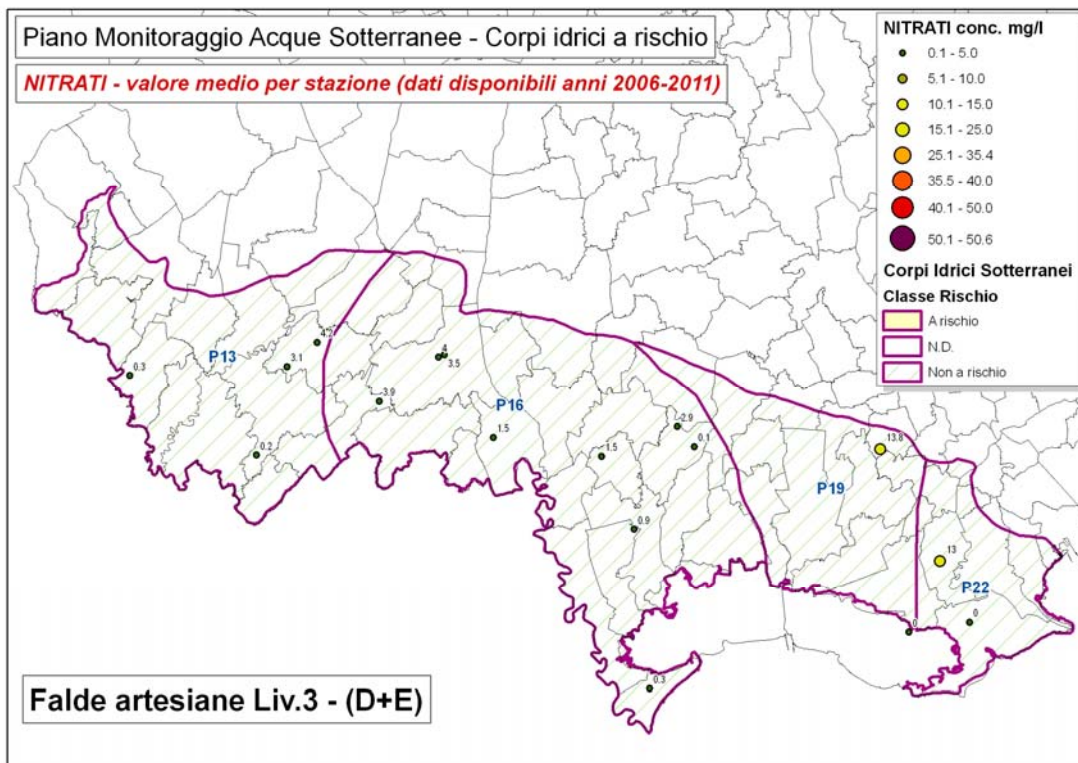 Piano Monitoraggio Acque Sotterranee - Corpi idrici a rischio
NITRATI - valore medio per stazione (dati disponibili anni 2006-2011)
NITRATI conc. mg/l
0.1 - 5.0
5.1 - 10.0
10.1 - 15.0
15.1 - 25.0
25.1 - 35.4
35.5 - 40.0
40.1 - 50.0
50.1 - 50.6
Corpi Idrici Sotterranei
Classe Rischio
A rischio
N.D.
Non a rischio
4.2
4
3.5
P13
3.1
0.3
3.9
P16
1.5
2.9
0.1
1.5
13.8
0.2
P19
0.9
13
P22
0
0
0.3
Falde artesiane Liv.3 - (D+E)